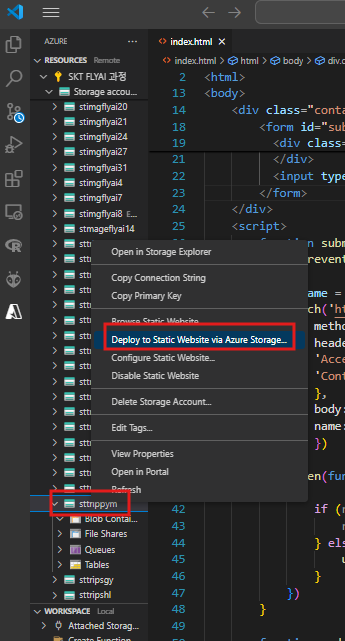 index.html
AZURE
index.html > html > body > div.c
RESOURCES Remote
SKT FLYAI 과정
Storage accou...
stimgflyai20
stimgflyai21
stimgflyai24
stimgflyai27
stimgflyai31
stimgflyai4
stimgflyai7
stimgflyai8 E...
stmageflyai14
2 <html>
9 <body>
14 <div class="conta
18 <form id="sub
19 <div class=
21 </div>
22 <input type
23 </form>
24 </div>
25 <script>
Open in Storage Explorer
Copy Connection String
Copy Primary Key
Browse Static Website
Deploy to Static Website via Azure Storage...
Configure Static Website...
Disable Static Website
Delete Storage Account...
Edit Tags...
View Properties
Open in Portal
Refresh
function subm
revent
ame =
ch('ht
metho
heade
'Acce
'Cont
},
body:
name:
})
en(fun
sttrippym
Blob Contai...
File Shares
Queues
Tables
sttripsgy
sttripshl
42 if (r
43 r
44 } els
45 u
46 }
47 })
48 }
WORKSPACE Local
Attached Storag...
Create Function